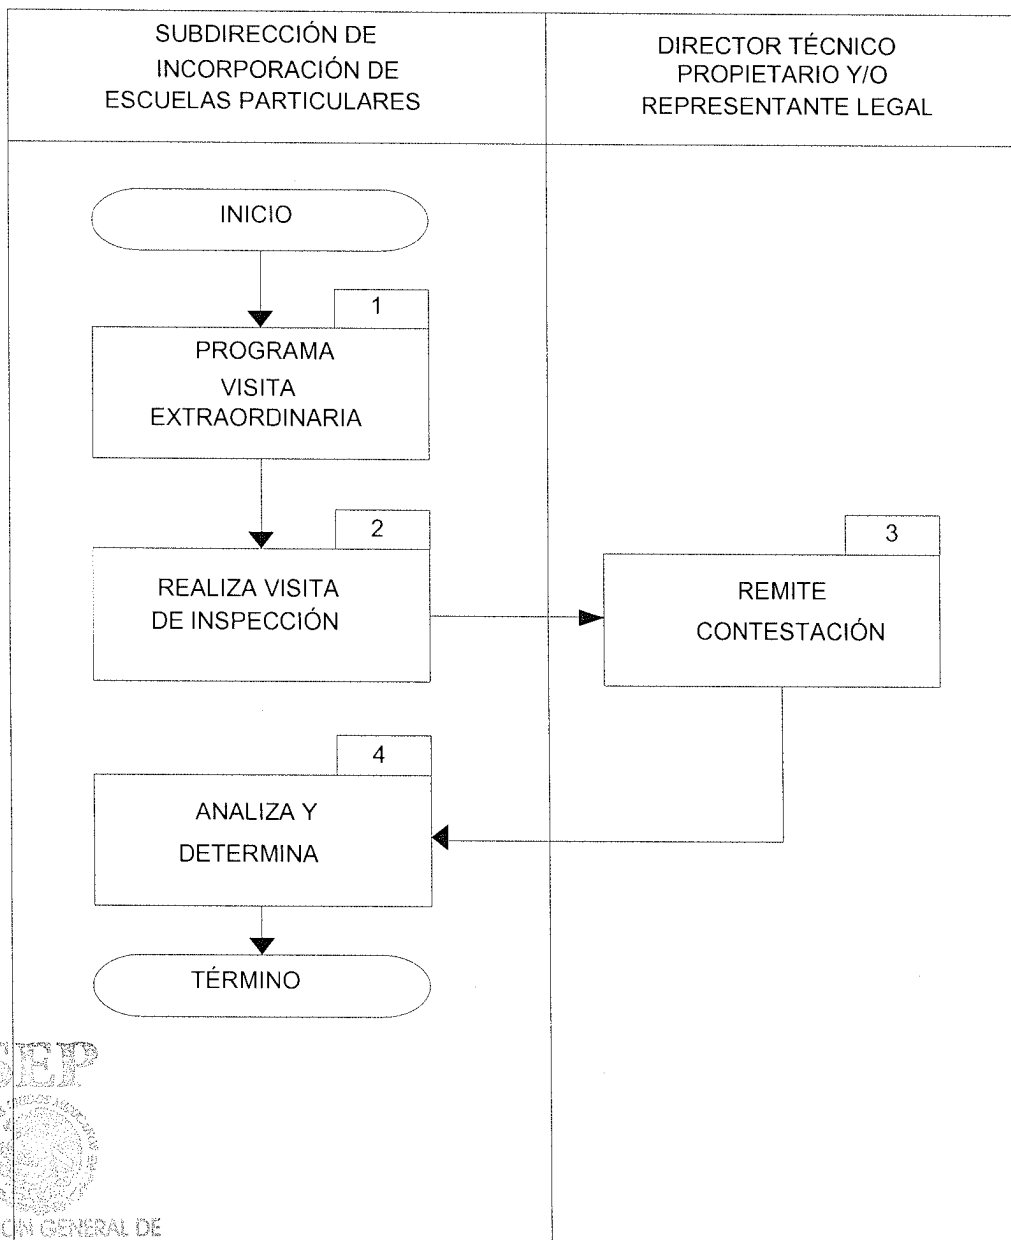 SUBDIRECCIÓN DE
INCORPORACIÓN DE
ESCUELAS PARTICULARES
DIRECTOR TÉCNICO
PROPIETARIO Y/O
REPRESENTANTE LEGAL
INICIO
1
PROGRAMA
VISITA
EXTRAORDINARIA
2
REALIZA VISITA
DE INSPECCIÓN
3
REMITE
CONTESTACIÓN
4
ANALIZA Y
DETERMINA
TÉRMINO
SEP
GENERAL DE